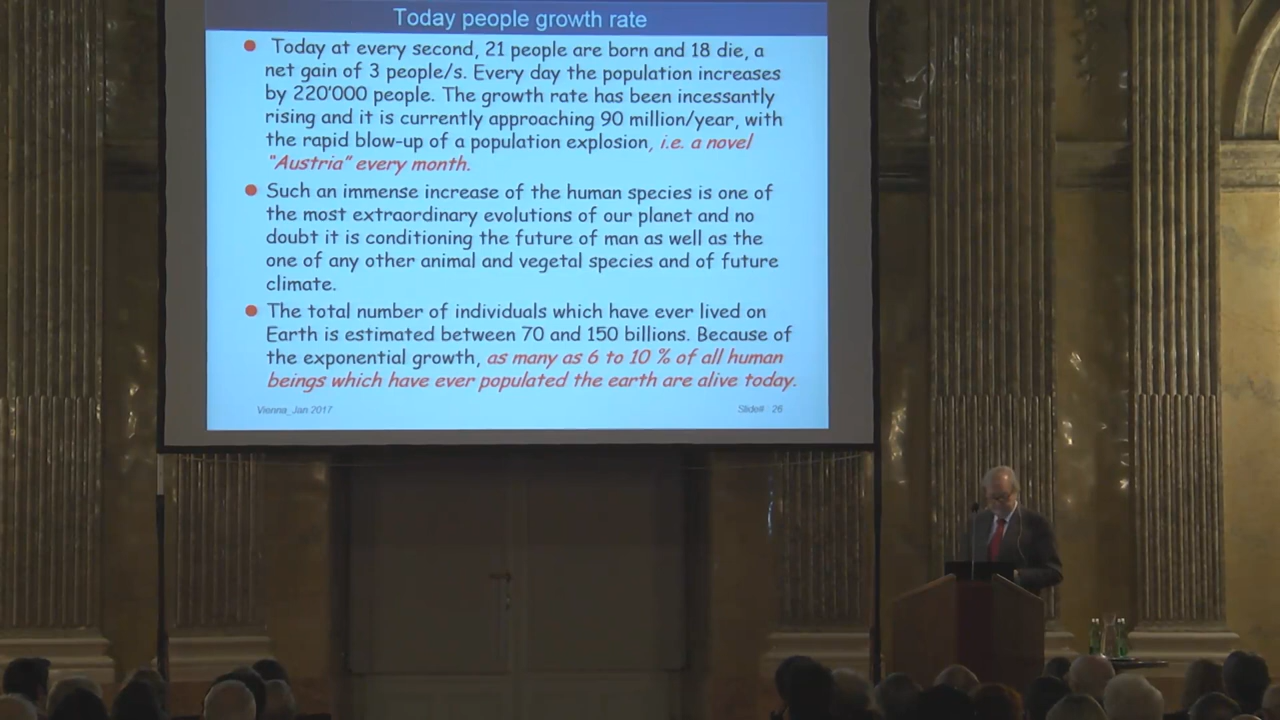 Today people growth rate
Today at every second, 21 people are born and 18 die, a
net gain of 3 people/s. Every day the population increases
by 220'000 people. The growth rate has been incessantly
rising and it is currently approaching 90 million/year, with
the rapid blow-up of a population explosion, i.e. a novel
"Austria" every month.
Such an immense increase of the human species is one of
the most extraordinary evolutions of our planet and no
doubt it is conditioning the future of man as well as the
one of any other animal and vegetal species and of future
climate.
The total number of individuals which have ever lived on
Earth is estimated between 70 and 150 billions. Because of
the exponential growth, as many as 6 to 10 % of all human
beings which have ever populated the earth are alive today.
Vienna_Jan 2017
Slide# 26